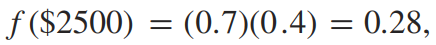 f($2500) = (0.7)(0.4) = 0.28,